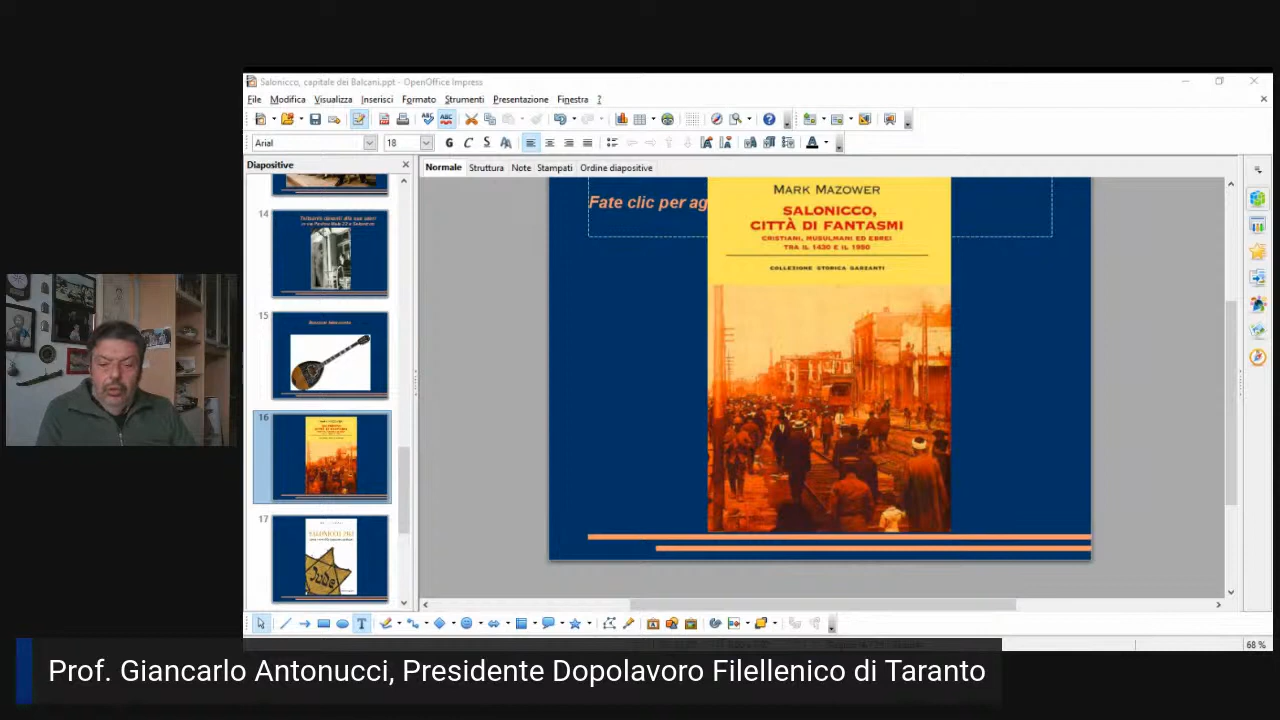 Salonicco, capitale dei Balcani.ppt - OpenOffice Impress
File Modifica Visualizza Inserisci Formato Strumenti Presentazione Finestra ?
Arial 18 G C S
Diapositive
Normale Struttura Note Stampati Ordine diapositive
14
15
16
17
SALONICCO 1943
Jude
Fate clic per ag
MARK MAZOWER
SALONICCO,
CITTÀ DI FANTASMI
CRISTIANI, MUSULMANI ED EBREI
TRA IL 1430 E IL 1950
COLLEZIONE STORICA GARZANTI
68 %
Prof. Giancarlo Antonucci, Presidente Dopolavoro Filellenico di Taranto